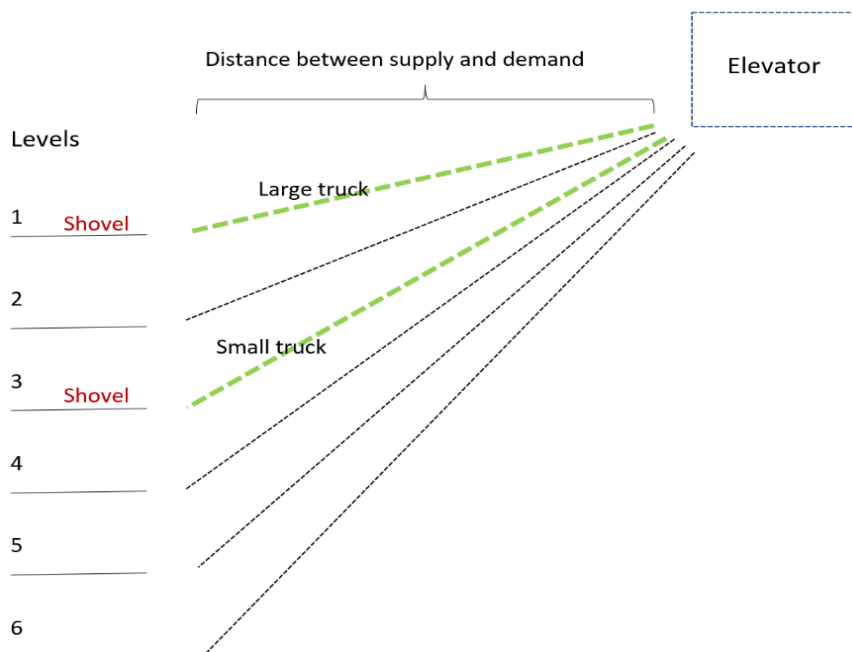 Distance between supply and demand
Elevator
Levels
Large truck
1
Shovel
2
Small truck
3
Shovel
4
5
6